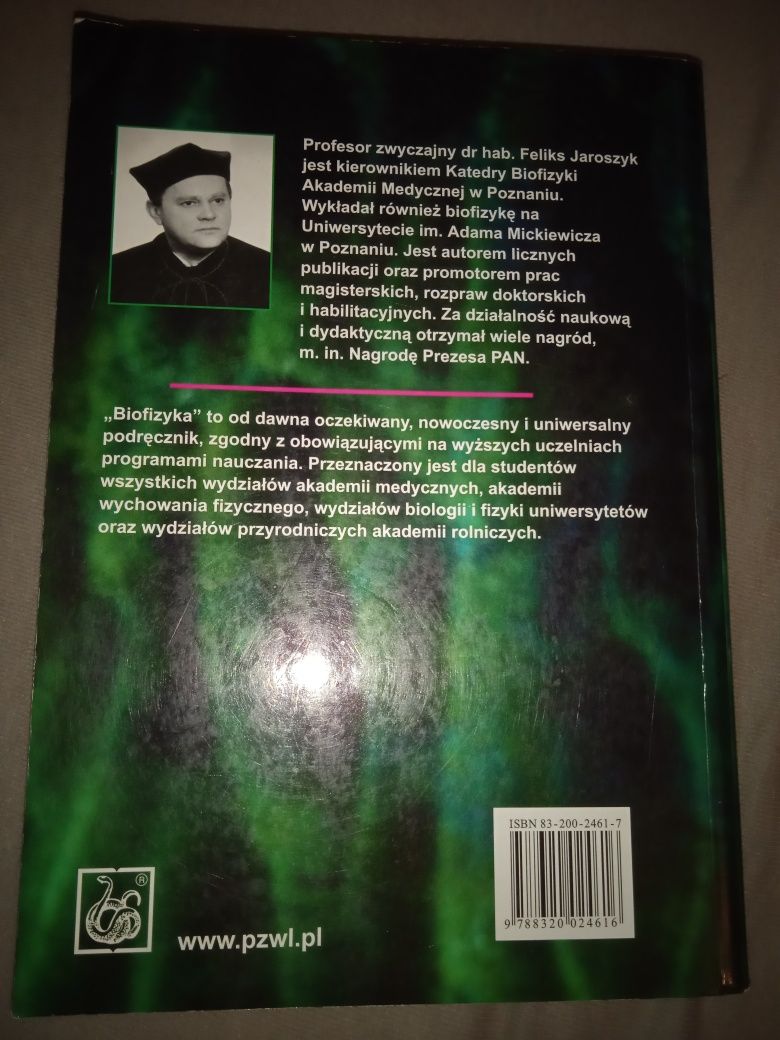 Profesor zwyczajny dr hab. Feliks Jaroszyk
jest kierownikiem Katedry Biofizyki
Akademii Medycznej w Poznaniu.
Wykładał również biofizykę na
Uniwersytecie im. Adama Mickiewicza
w Poznaniu. Jest autorem licznych
publikacji oraz promotorem prac
magisterskich, rozpraw doktorskich
i habilitacyjnych. Za działalność naukową
i dydaktyczną otrzymał wiele nagród,
m. in. Nagrodę Prezesa PAN.
„Biofizyka” to od dawna oczekiwany, nowoczesny i uniwersalny
podręcznik, zgodny z obowiązującymi na wyższych uczelniach
programami nauczania. Przeznaczony jest dla studentów
wszystkich wydziałów akademii medycznych, akademii
wychowania fizycznego, wydziałów biologii i fizyki uniwersytetów
oraz wydziałów przyrodniczych akademii rolniczych.
ISBN 83-200-2461-7
9 788320 024616
®
www.pzwl.pl